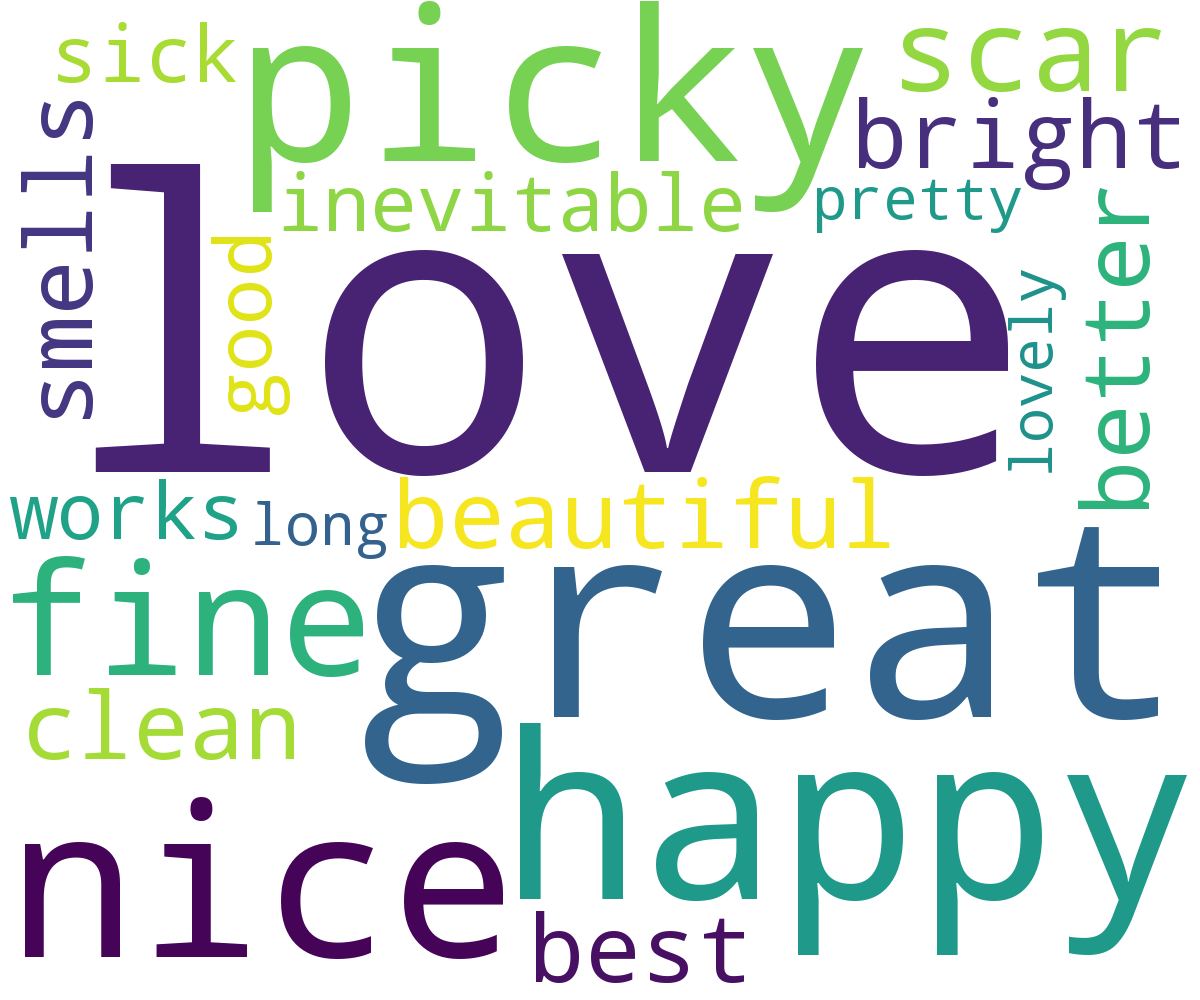 sick
picky
scar
bright
smells
inevitable
pretty
love
good
lovely
better
works
long
beautiful
fine
great
clean
happy
nice
best